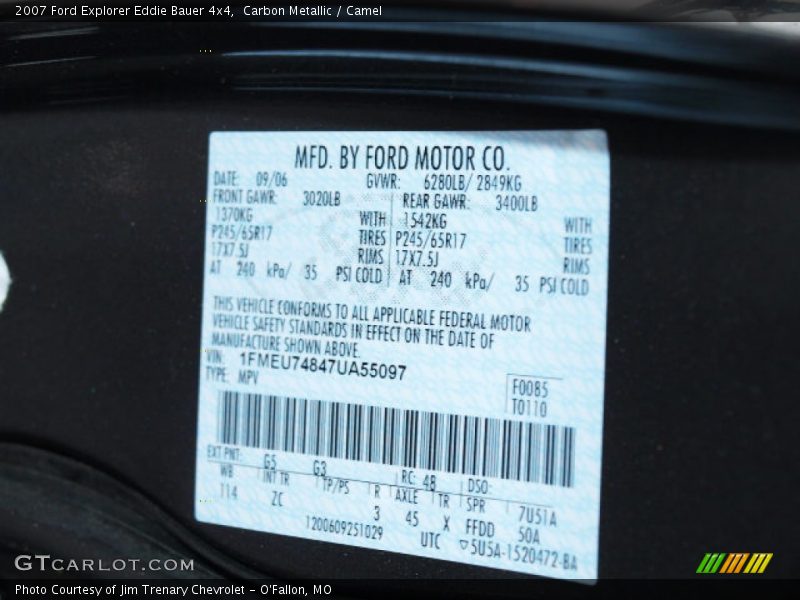 2007 Ford Explorer Eddie Bauer 4x4, Carbon Metallic / Camel
MFD. BY FORD MOTOR CO.
DATE: 09/06 GVWR: 6280LB/ 2849KG
FRONT GAWR: 3020LB REAR GAWR: 3400LB
1370KG WITH 1542KG WITH
P245/65R17 TIRES P245/65R17 TIRES
17X7.5J RIMS 17X7.5J RIMS
AT 240 kPa/ 35 PSI COLD AT 240 kPa/ 35 PSI COLD
THIS VEHICLE CONFORMS TO ALL APPLICABLE FEDERAL MOTOR
VEHICLE SAFETY STANDARDS IN EFFECT ON THE DATE OF
MANUFACTURE SHOWN ABOVE.
VIN: 1FMEU74847UA55097
TYPE: MPV
F0085
T0110
EXT PNT: G5 G3 RC: 48 DSO:
WB INT TR TP/PS R AXLE TR SPR 7U51A
114 ZC 3 45 X FFDD 50A
1200609251029 UTC ▽5U5A-1520472-BA
GTCARLOT.COM
Photo Courtesy of Jim Trenary Chevrolet - O'Fallon, MO